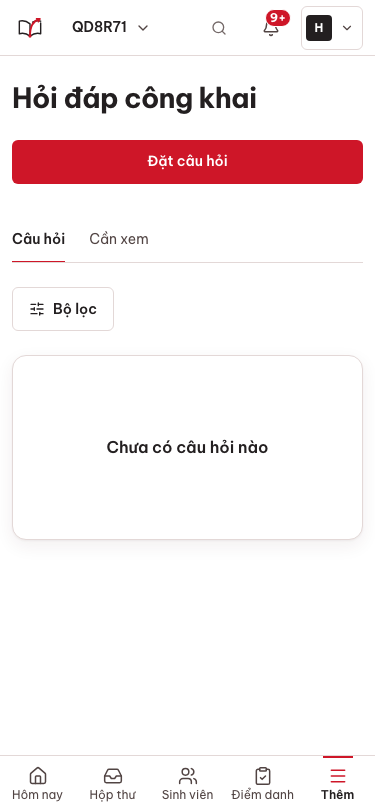 QD8R71
9+
H
Hỏi đáp công khai
Đặt câu hỏi
Câu hỏi Cần xem
Bộ lọc
Chưa có câu hỏi nào
Hôm nay Hộp thư Sinh viên Điểm danh Thêm